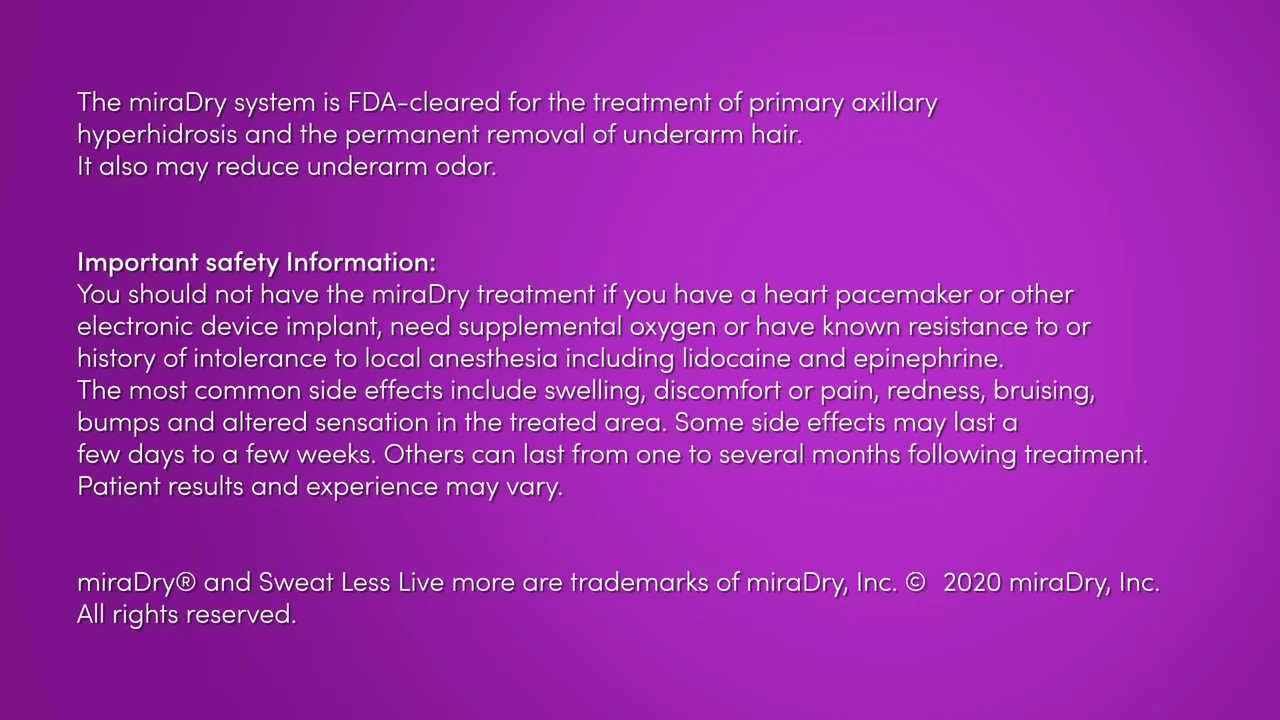 The miraDry system is FDA-cleared for the treatment of primary axillary
hyperhidrosis and the permanent removal of underarm hair.
It also may reduce underarm odor.
Important safety Information:
You should not have the miraDry treatment if you have a heart pacemaker or other
electronic device implant, need supplemental oxygen or have known resistance to or
history of intolerance to local anesthesia including lidocaine and epinephrine.
The most common side effects include swelling, discomfort or pain, redness, bruising,
bumps and altered sensation in the treated area. Some side effects may last a
few days to a few weeks. Others can last from one to several months following treatment.
Patient results and experience may vary.
miraDry® and Sweat Less Live more are trademarks of miraDry, Inc. © 2020 miraDry, Inc.
All rights reserved.